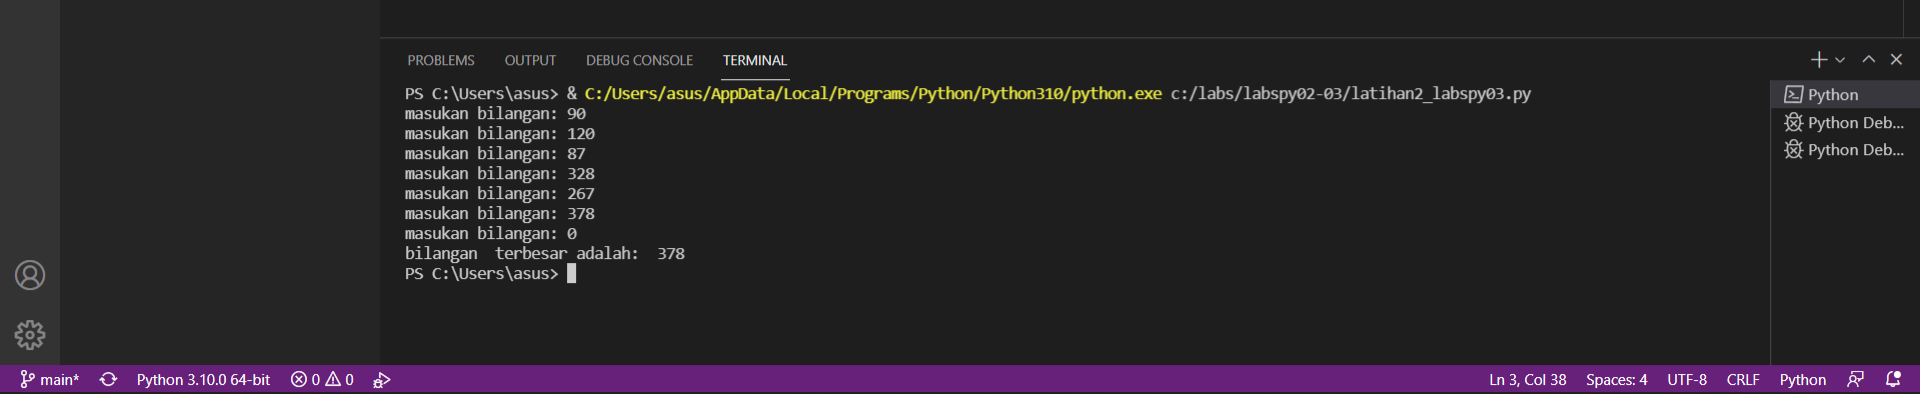 PROBLEMS OUTPUT DEBUG CONSOLE TERMINAL
PS C:\Users\asus> & C:/Users/asus/AppData/Local/Programs/Python/Python310/python.exe c:/labs/labspy02-03/latihan2_labspy03.py
masukan bilangan: 90
masukan bilangan: 120
masukan bilangan: 87
masukan bilangan: 328
masukan bilangan: 267
masukan bilangan: 378
masukan bilangan: 0
bilangan  terbesar adalah:  378
PS C:\Users\asus>
Python
Python Deb...
Python Deb...
main* Python 3.10.0 64-bit 0 0 Ln 3, Col 38 Spaces: 4 UTF-8 CRLF Python